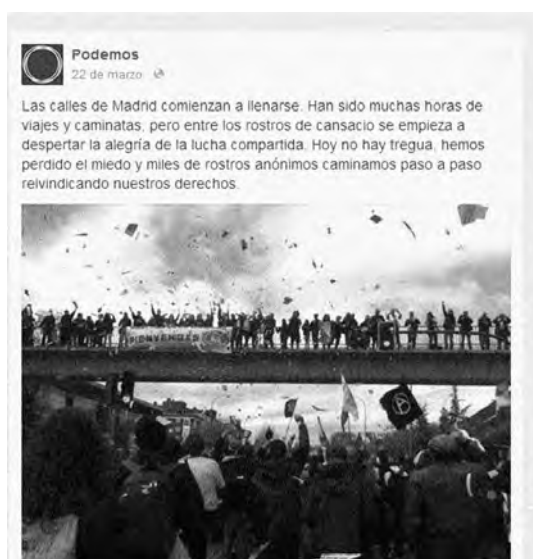 Podemos
22 de marzo
Las calles de Madrid comienzan a llenarse. Han sido muchas horas de
viajes y caminatas, pero entre los rostros de cansacio se empieza a
despertar la alegría de la lucha compartida. Hoy no hay tregua, hemos
perdido el miedo y miles de rostros anónimos caminamos paso a paso
reivindicando nuestros derechos.
BIENVENIDAS